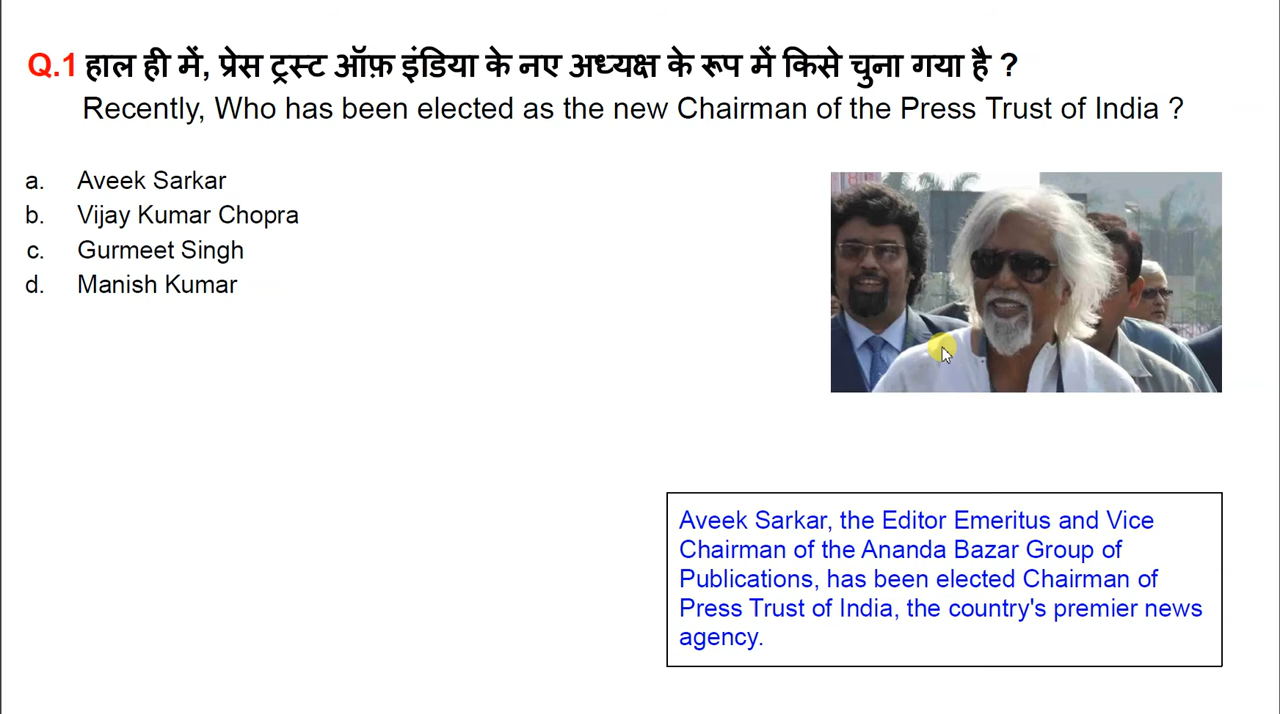 Q.1 हाल ही में, प्रेस ट्रस्ट ऑफ़ इंडिया के नए अध्यक्ष के रूप में किसे चुना गया है ?
Recently, Who has been elected as the new Chairman of the Press Trust of India ?
a. Aveek Sarkar
b. Vijay Kumar Chopra
c. Gurmeet Singh
d. Manish Kumar
Aveek Sarkar, the Editor Emeritus and Vice
Chairman of the Ananda Bazar Group of
Publications, has been elected Chairman of
Press Trust of India, the country's premier news
agency.